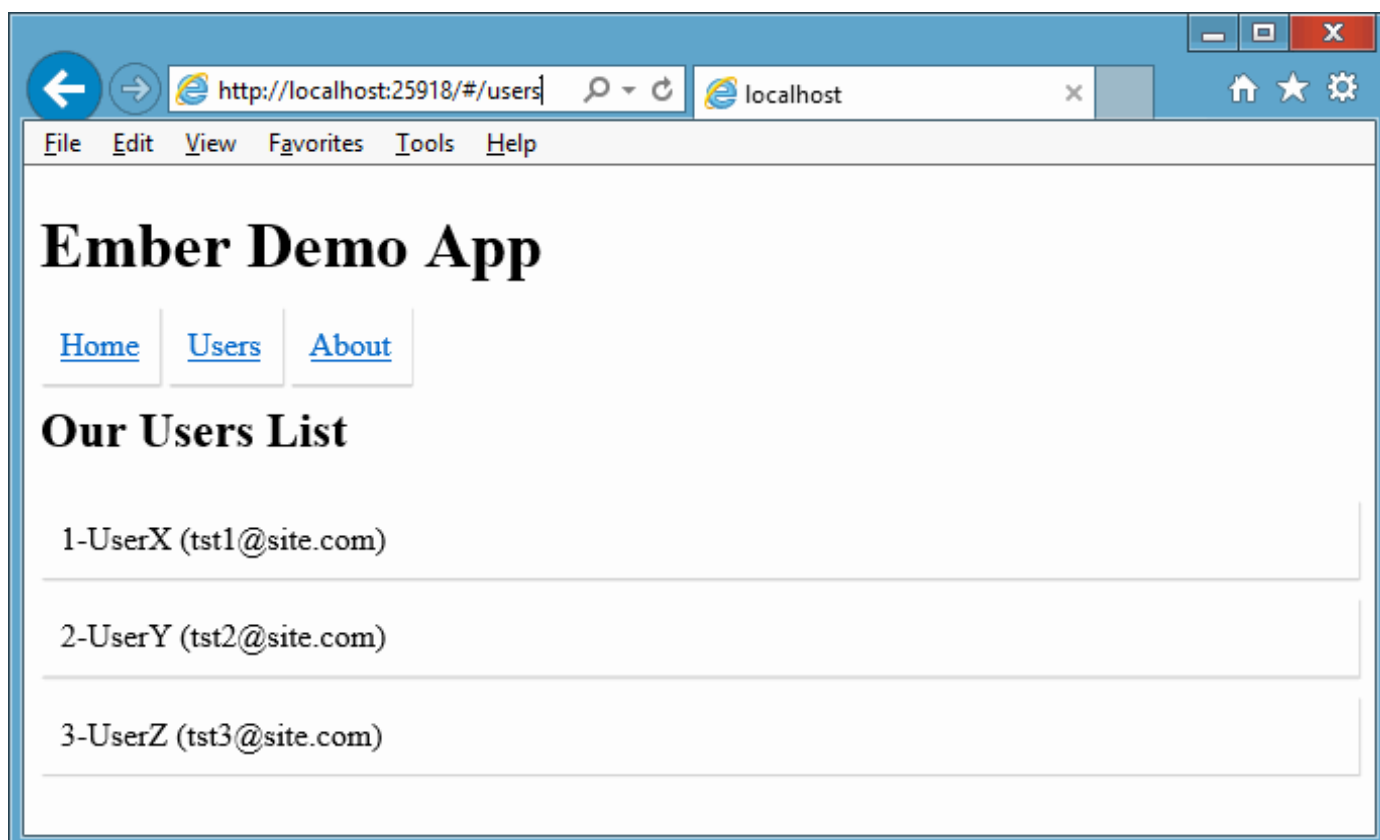 http://localhost:25918/#/users localhost
File Edit View Favorites Tools Help
Ember Demo App
Home Users About
Our Users List
1-UserX (tst1@site.com)
2-UserY (tst2@site.com)
3-UserZ (tst3@site.com)